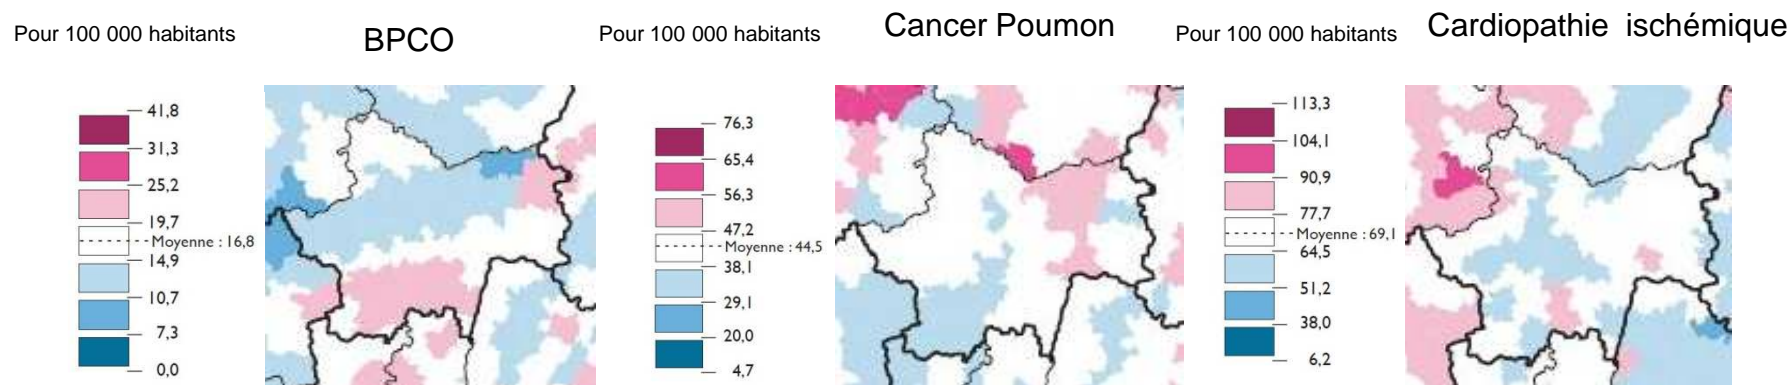 Pour 100 000 habitants
BPCO
41,8
31,3
25,2
19,7
Moyenne : 16,8
14,9
10,7
7,3
0,0
Pour 100 000 habitants
Cancer Poumon
76,3
65,4
56,3
47,2
Moyenne : 44,5
38,1
29,1
20,0
4,7
Pour 100 000 habitants
Cardiopathie ischémique
113,3
104,1
90,9
77,7
Moyenne : 69,1
64,5
51,2
38,0
6,2